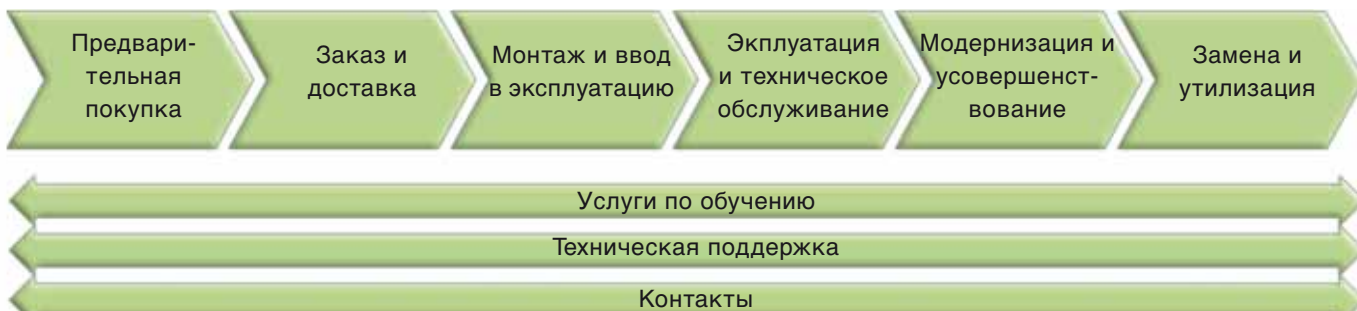 Предвари-
тельная
покупка
Заказ и
доставка
Монтаж и ввод
в эксплуатацию
Экплуатация
и техническое
обслуживание
Модернизация и
усовершенст-
вование
Замена и
утилизация
Услуги по обучению
Техническая поддержка
Контакты